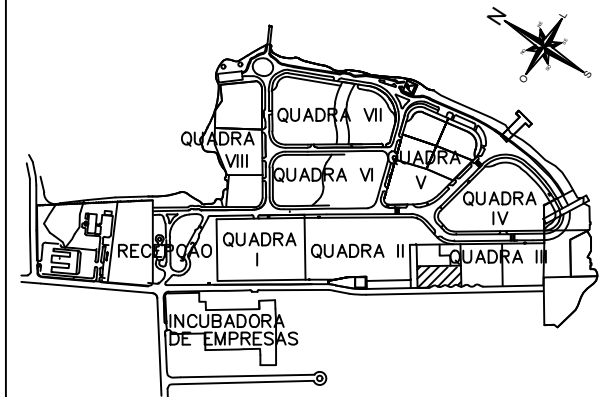 N
L
S
O
QUADRA VII
QUADRA
VIII
QUADRA
V
QUADRA VI
QUADRA
IV
RECEPÇÃO
QUADRA
I
QUADRA II
QUADRA III
INCUBADORA
DE EMPRESAS